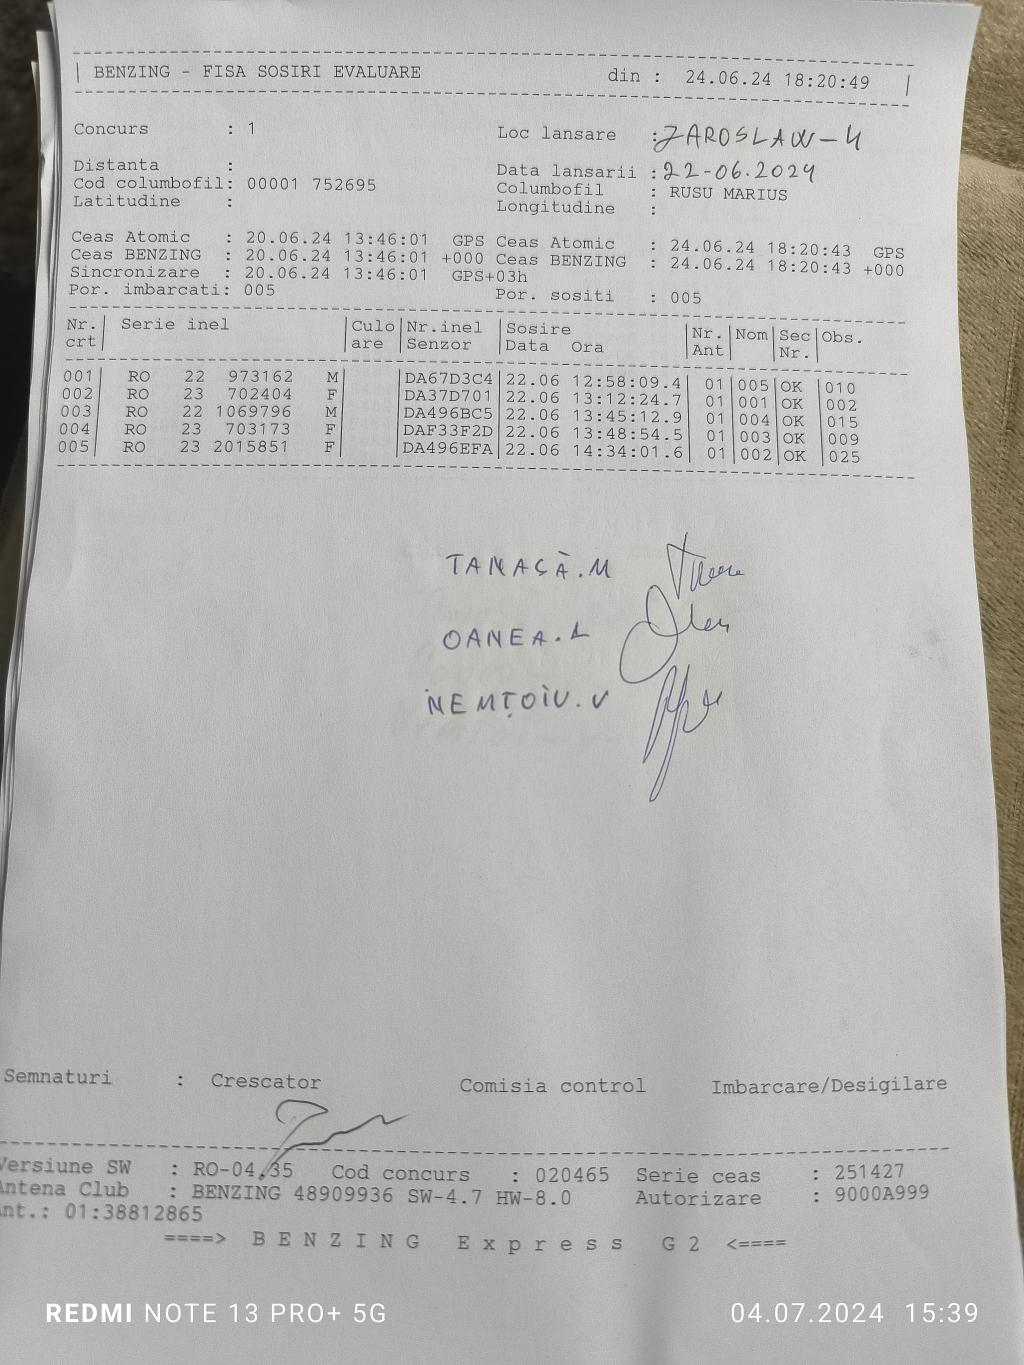 | BENZING - FISA SOSIRI EVALUARE din : 24.06.24 18:20:49 |
Concurs : 1 Loc lansare : JAROSLAW-4
Distanta : Data lansarii : 22-06.2024
Cod columbofil: 00001 752695 Columbofil : RUSU MARIUS
Latitudine : Longitudine :
Ceas Atomic : 20.06.24 13:46:01 GPS Ceas Atomic : 24.06.24 18:20:43 GPS
Ceas BENZING : 20.06.24 13:46:01 +000 Ceas BENZING : 24.06.24 18:20:43 +000
Sincronizare : 20.06.24 13:46:01 GPS+03h
Por. imbarcati: 005 Por. sositi : 005
Nr.| Serie inel |Culo|Nr.inel |Sosire |Nr.|Nom|Sec|Obs.
crt| |are |Senzor |Data Ora |Ant| |Nr.|
001| RO 22 973162 M| |DA67D3C4|22.06 12:58:09.4| 01|005|OK |010
002| RO 23 702404 F| |DA37D701|22.06 13:12:24.7| 01|001|OK |002
003| RO 22 1069796 M| |DA496BC5|22.06 13:45:12.9| 01|004|OK |015
004| RO 23 703173 F| |DAF33F2D|22.06 13:48:54.5| 01|003|OK |009
005| RO 23 2015851 F| |DA496EFA|22.06 14:34:01.6| 01|002|OK |025
TANASĂ.M
OANEA.I
NEMȚOIU.V
Semnaturi : Crescator Comisia control Imbarcare/Desigilare
Versiune SW : RO-04.35 Cod concurs : 020465 Serie ceas : 251427
Antena Club : BENZING 48909936 SW-4.7 HW-8.0 Autorizare : 9000A999
nt.: 01:38812865
====> B E N Z I N G E x p r e s s G 2 <====
REDMI NOTE 13 PRO+ 5G 04.07.2024 15:39